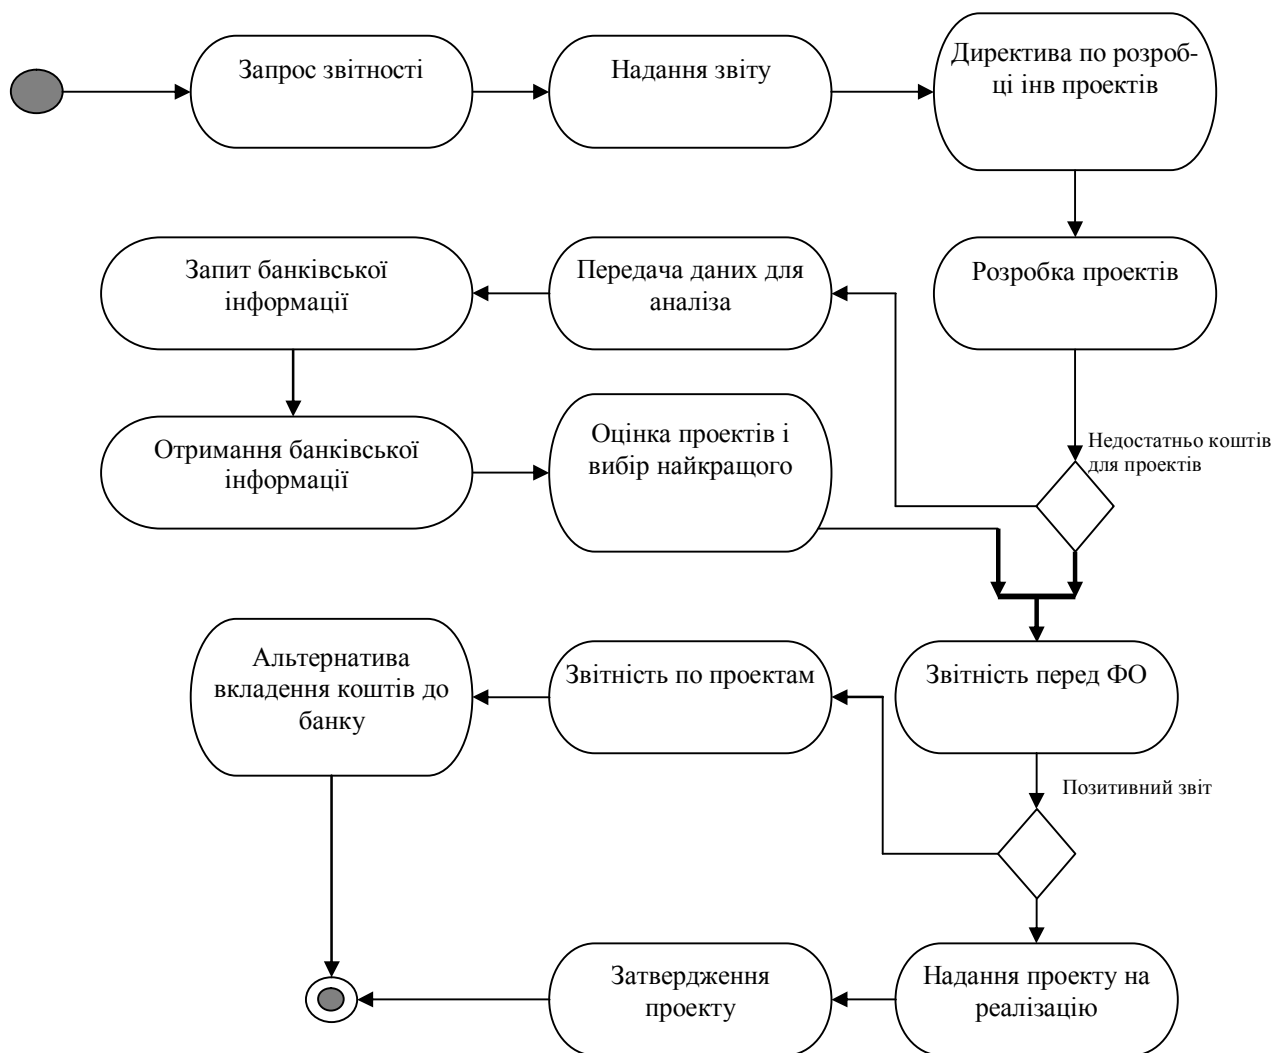 Запрос звітності
Надання звіту
Директива по розроб-
ці інв проектів
Запит банківської
інформації
Передача даних для
аналіза
Розробка проектів
Отримання банківської
інформації
Оцінка проектів і
вибір найкращого
Недостатньо коштів
для проектів
Альтернатива
вкладення коштів до
банку
Звітність по проектам
Звітність перед ФО
Позитивний звіт
Затвердження
проекту
Надання проекту на
реалізацію